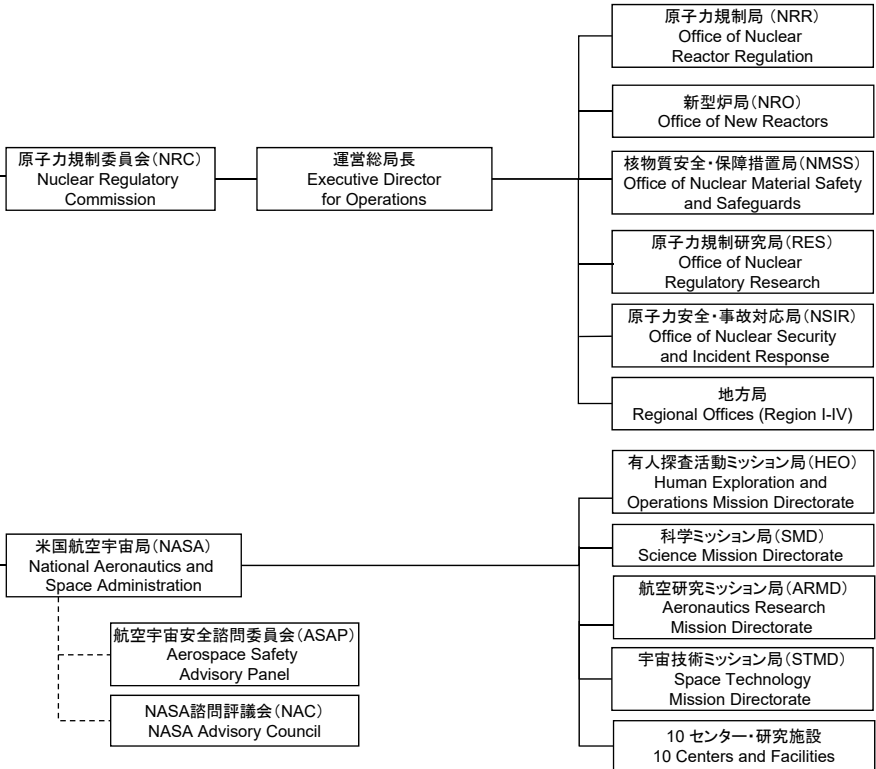 原子力規制局 (NRR)
Office of Nuclear
Reactor Regulation
新型炉局(NRO)
Office of New Reactors
原子力規制委員会(NRC)
Nuclear Regulatory
Commission
運営総局長
Executive Director
for Operations
核物質安全・保障措置局(NMSS)
Office of Nuclear Material Safety
and Safeguards
原子力規制研究局(RES)
Office of Nuclear
Regulatory Research
原子力安全・事故対応局(NSIR)
Office of Nuclear Security
and Incident Response
地方局
Regional Offices (Region I-IV)
有人探査活動ミッション局(HEO)
Human Exploration and
Operations Mission Directorate
米国航空宇宙局(NASA)
National Aeronautics and
Space Administration
科学ミッション局(SMD)
Science Mission Directorate
航空研究ミッション局(ARMD)
Aeronautics Research
Mission Directorate
航空宇宙安全諮問委員会(ASAP)
Aerospace Safety
Advisory Panel
宇宙技術ミッション局(STMD)
Space Technology
Mission Directorate
NASA諮問評議会(NAC)
NASA Advisory Council
10 センター・研究施設
10 Centers and Facilities